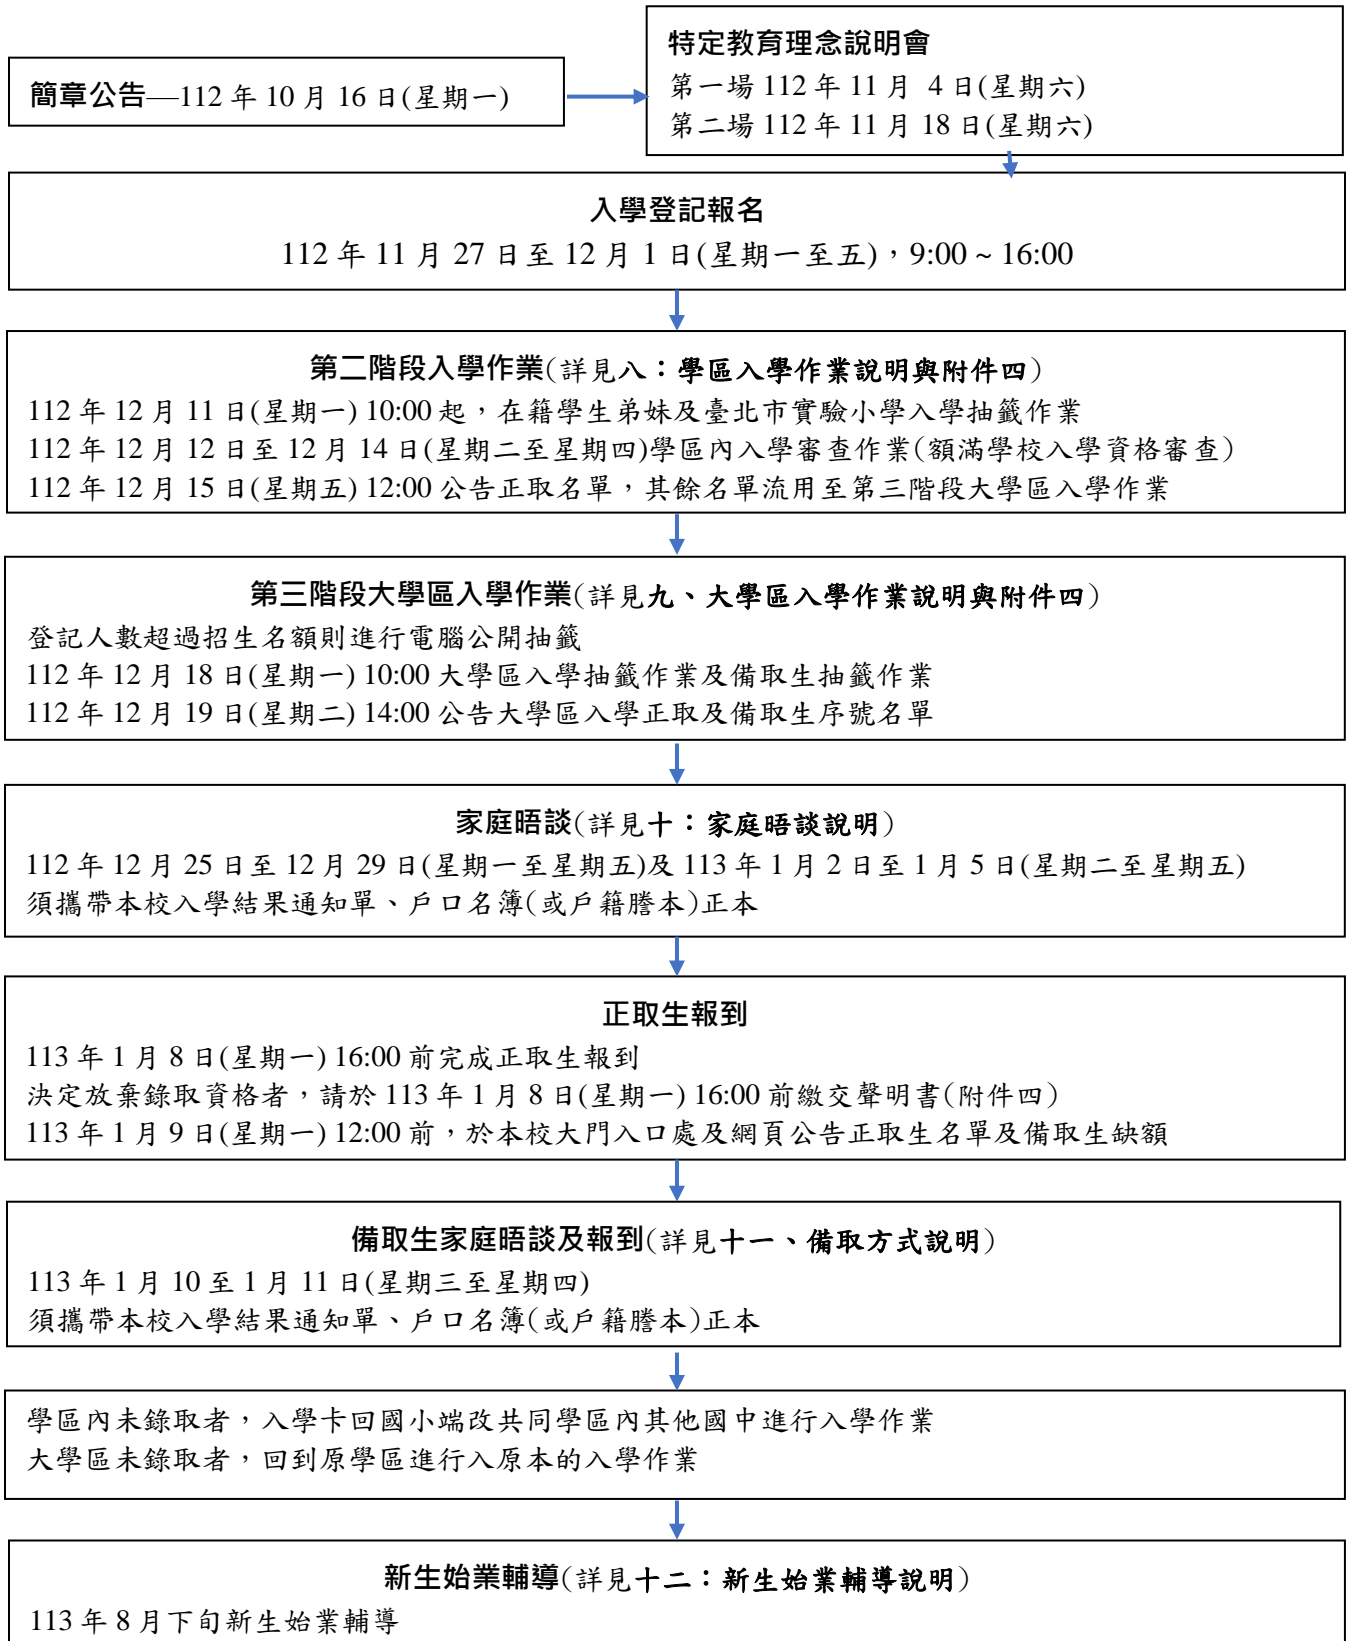 簡章公告—112 年 10 月 16 日(星期一)
特定教育理念說明會
第一場 112 年 11 月 4 日(星期六)
第二場 112 年 11 月 18 日(星期六)
入學登記報名
112 年 11 月 27 日至 12 月 1 日(星期一至五)，9:00 ~ 16:00
第二階段入學作業(詳見八：學區入學作業說明與附件四)
112 年 12 月 11 日(星期一) 10:00 起，在籍學生弟妹及臺北市實驗小學入學抽籤作業
112 年 12 月 12 日至 12 月 14 日(星期二至星期四)學區內入學審查作業(額滿學校入學資格審查)
112 年 12 月 15 日(星期五) 12:00 公告正取名單，其餘名單流用至第三階段大學區入學作業
第三階段大學區入學作業(詳見九、大學區入學作業說明與附件四)
登記人數超過招生名額則進行電腦公開抽籤
112 年 12 月 18 日(星期一) 10:00 大學區入學抽籤作業及備取生抽籤作業
112 年 12 月 19 日(星期二) 14:00 公告大學區入學正取及備取生序號名單
家庭晤談(詳見十：家庭晤談說明)
112 年 12 月 25 日至 12 月 29 日(星期一至星期五)及 113 年 1 月 2 日至 1 月 5 日(星期二至星期五)
須攜帶本校入學結果通知單、戶口名簿(或戶籍謄本)正本
正取生報到
113 年 1 月 8 日(星期一) 16:00 前完成正取生報到
決定放棄錄取資格者，請於 113 年 1 月 8 日(星期一) 16:00 前繳交聲明書(附件四)
113 年 1 月 9 日(星期一) 12:00 前，於本校大門入口處及網頁公告正取生名單及備取生缺額
備取生家庭晤談及報到(詳見十一、備取方式說明)
113 年 1 月 10 至 1 月 11 日(星期三至星期四)
須攜帶本校入學結果通知單、戶口名簿(或戶籍謄本)正本
學區內未錄取者，入學卡回國小端改共同學區內其他國中進行入學作業
大學區未錄取者，回到原學區進行入原本的入學作業
新生始業輔導(詳見十二：新生始業輔導說明)
113 年 8 月下旬新生始業輔導